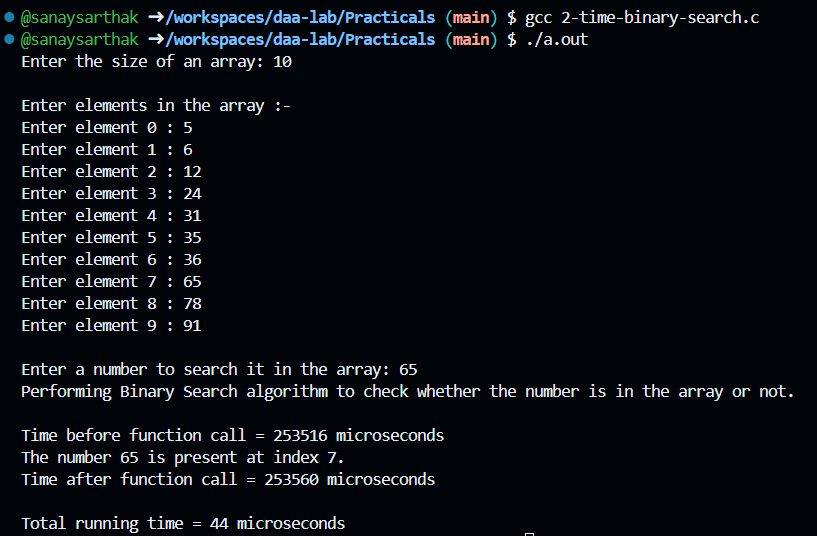 @sanaysarthak ➜/workspaces/daa-lab/Practicals (main) $ gcc 2-time-binary-search.c
@sanaysarthak ➜/workspaces/daa-lab/Practicals (main) $ ./a.out
Enter the size of an array: 10
Enter elements in the array :-
Enter element 0 : 5
Enter element 1 : 6
Enter element 2 : 12
Enter element 3 : 24
Enter element 4 : 31
Enter element 5 : 35
Enter element 6 : 36
Enter element 7 : 65
Enter element 8 : 78
Enter element 9 : 91
Enter a number to search it in the array: 65
Performing Binary Search algorithm to check whether the number is in the array or not.
Time before function call = 253516 microseconds
The number 65 is present at index 7.
Time after function call = 253560 microseconds
Total running time = 44 microseconds